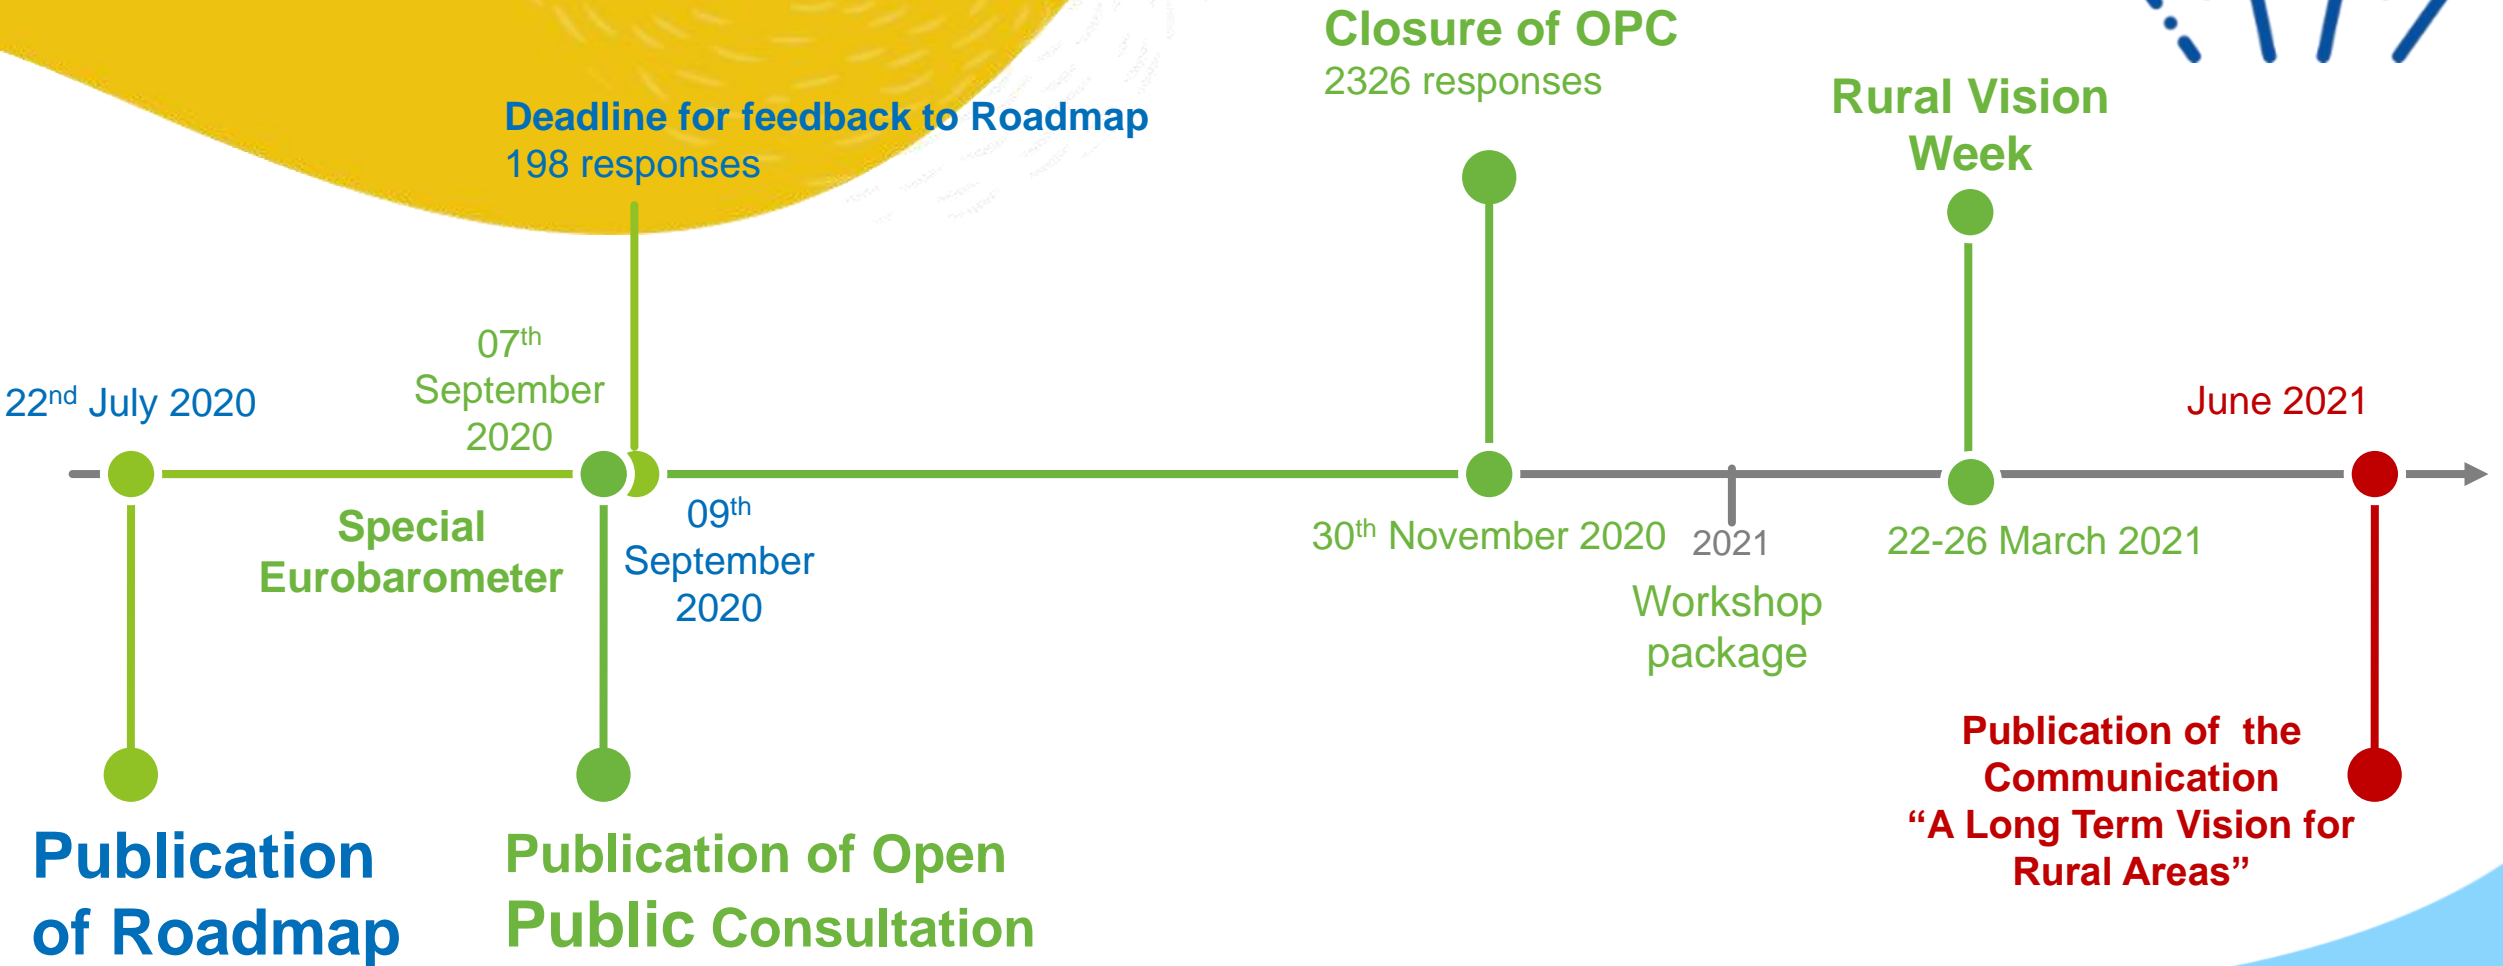 Closure of OPC
2326 responses
Rural Vision
Week
Deadline for feedback to Roadmap
198 responses
22nd July 2020
07th
September
2020
June 2021
Special
Eurobarometer
09th
September
2020
30th November 2020
2021
Workshop
package
22-26 March 2021
Publication
of Roadmap
Publication of Open
Public Consultation
Publication of the
Communication
“A Long Term Vision for
Rural Areas”